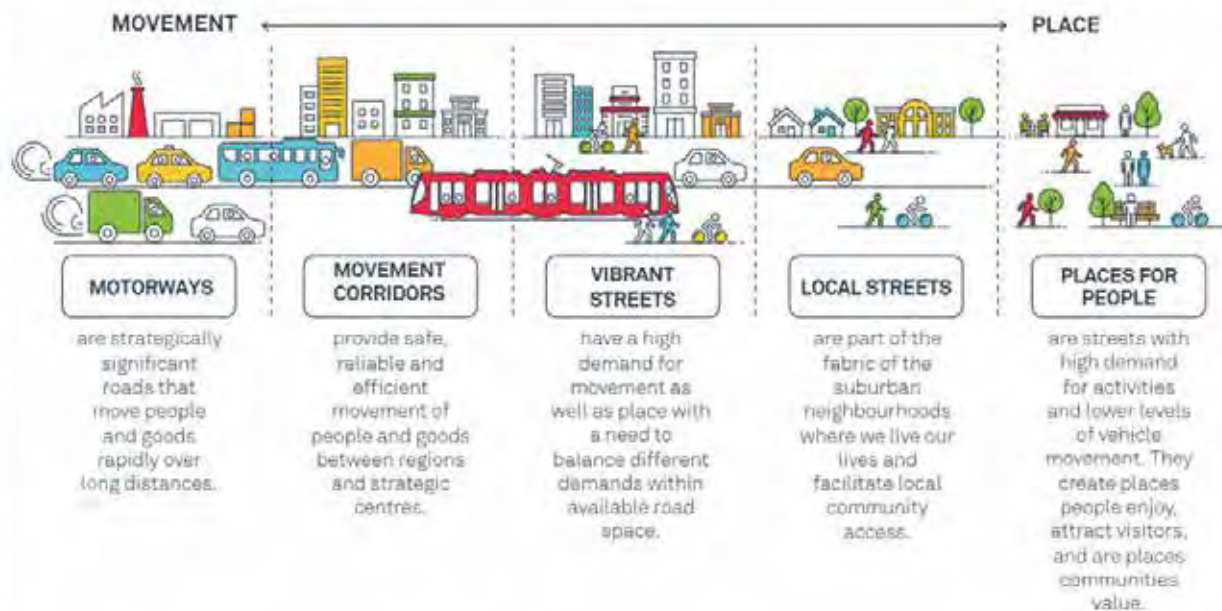 MOVEMENT
PLACE
MOTORWAYS
are strategically
significant
roads that
move people
and goods
rapidly over
long distances.
MOVEMENT
CORRIDORS
provide safe,
reliable and
efficient
movement of
people and goods
between regions
and strategic
centres.
VIBRANT
STREETS
have a high
demand for
movement as
well as place with
a need to
balance different
demands within
available road
space.
LOCAL STREETS
are part of the
fabric of the
suburban
neighbourhoods
where we live our
lives and
facilitate local
community
access.
PLACES FOR
PEOPLE
are streets with
high demand
for activities
and lower levels
of vehicle
movement. They
create places
people enjoy,
attract visitors,
and are places
communities
value.